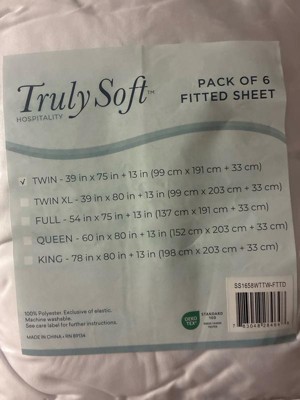 Truly Soft™
HOSPITALITY
PACK OF 6
FITTED SHEET
✓ TWIN - 39 in x 75 in + 13 in (99 cm x 191 cm + 33 cm)
TWIN XL - 39 in x 80 in + 13 in (99 cm x 203 cm + 33 cm)
FULL - 54 in x 75 in + 13 in (137 cm x 191 cm + 33 cm)
QUEEN - 60 in x 80 in + 13 in (152 cm x 203 cm + 33 cm)
KING - 78 in x 80 in + 13 in (198 cm x 203 cm + 33 cm)
100% Polyester. Exclusive of elastic.
Machine washable.
See care label for further instructions.
MADE IN CHINA •
OEKO
TEX
STANDARD
SS1658WTTW-FTTD